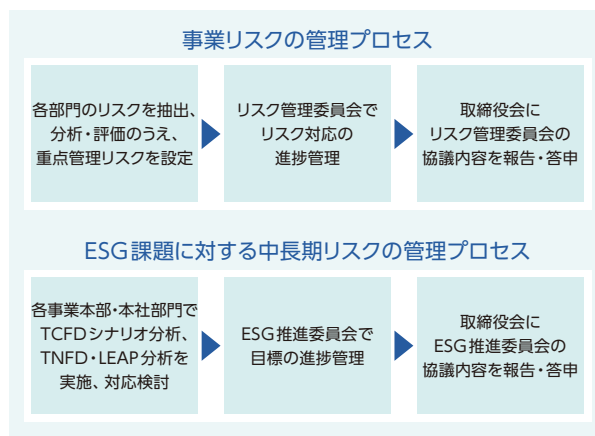 事業リスクの管理プロセス
各部門のリスクを抽出、
分析・評価のうえ、
重点管理リスクを設定
リスク管理委員会で
リスク対応の
進捗管理
取締役会に
リスク管理委員会の
協議内容を報告・答申
ESG課題に対する中長期リスクの管理プロセス
各事業本部・本社部門で
TCFDシナリオ分析、
TNFD・LEAP分析を
実施、対応検討
ESG推進委員会で
目標の進捗管理
取締役会に
ESG推進委員会の
協議内容を報告・答申